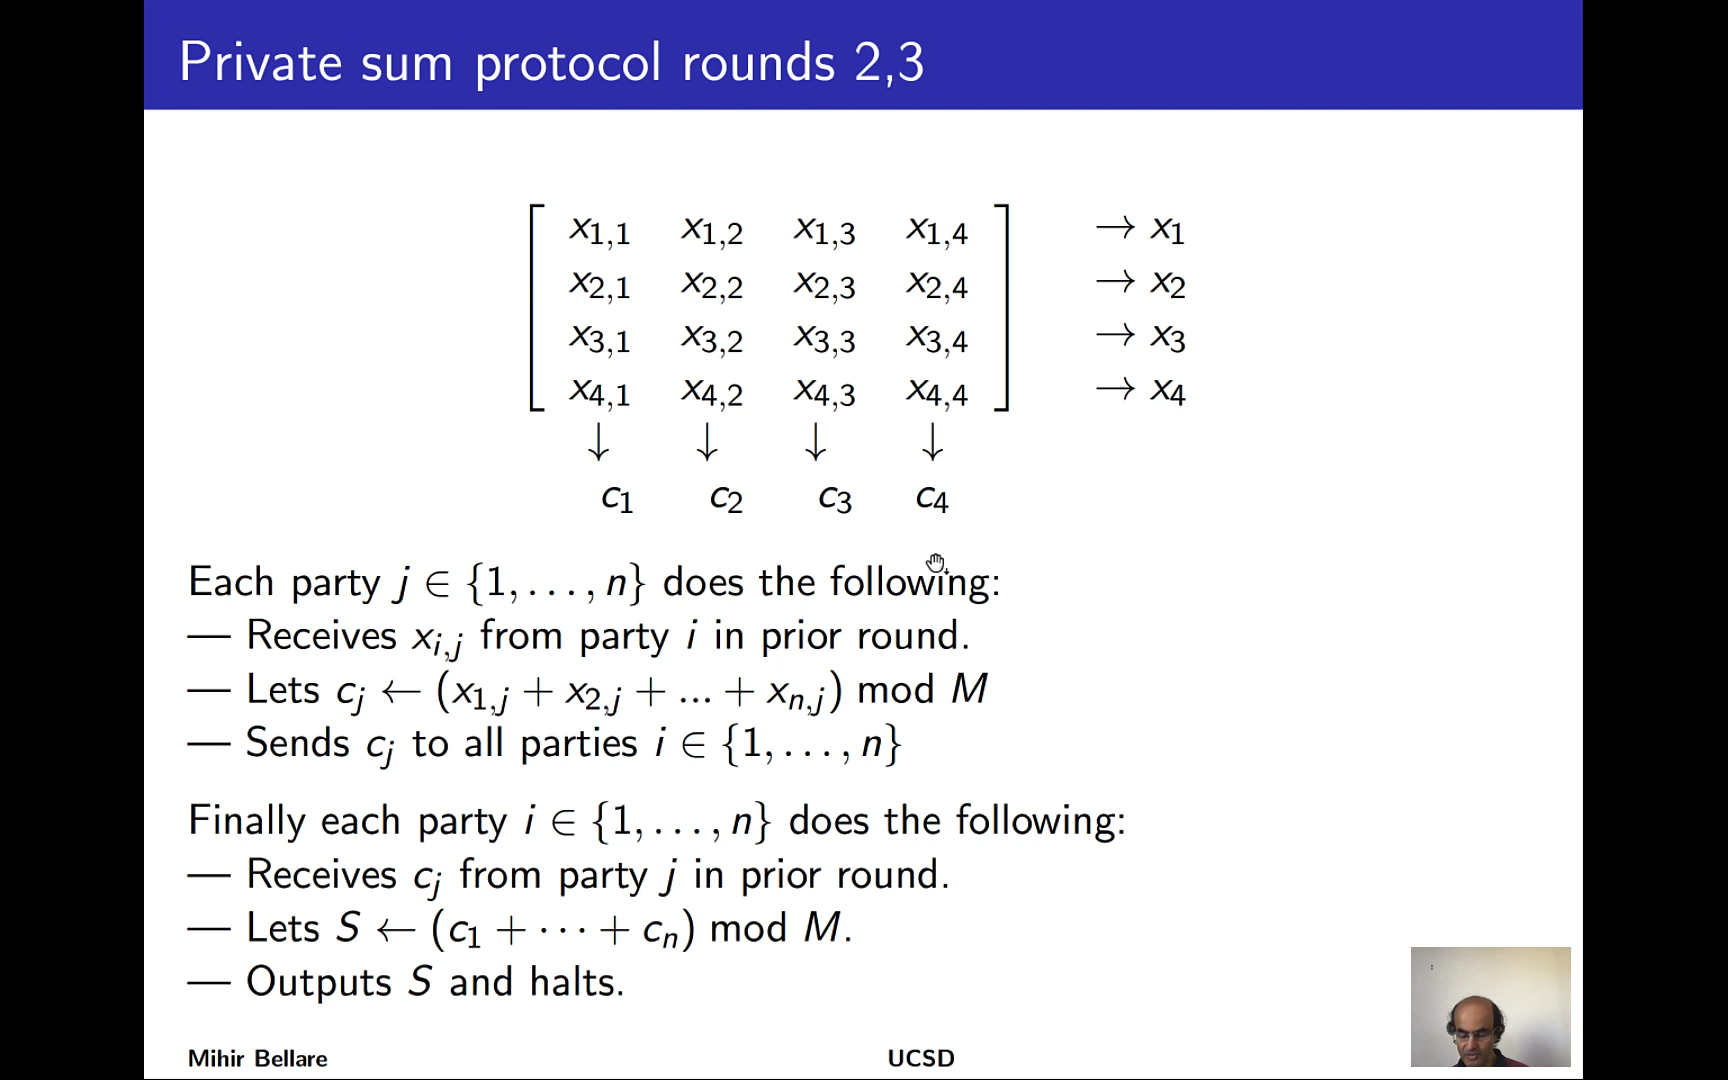 Private sum protocol rounds 2,3
x1,1 x1,2 x1,3 x1,4 → x1
x2,1 x2,2 x2,3 x2,4 → x2
x3,1 x3,2 x3,3 x3,4 → x3
x4,1 x4,2 x4,3 x4,4 → x4
↓ ↓ ↓ ↓
c1 c2 c3 c4
Each party j ∈ {1, . . . , n} does the following:
— Receives xi,j from party i in prior round.
— Lets cj ← (x1,j + x2,j + ... + xn,j) mod M
— Sends cj to all parties i ∈ {1, . . . , n}
Finally each party i ∈ {1, . . . , n} does the following:
— Receives cj from party j in prior round.
— Lets S ← (c1 + · · · + cn) mod M.
— Outputs S and halts.
Mihir Bellare UCSD